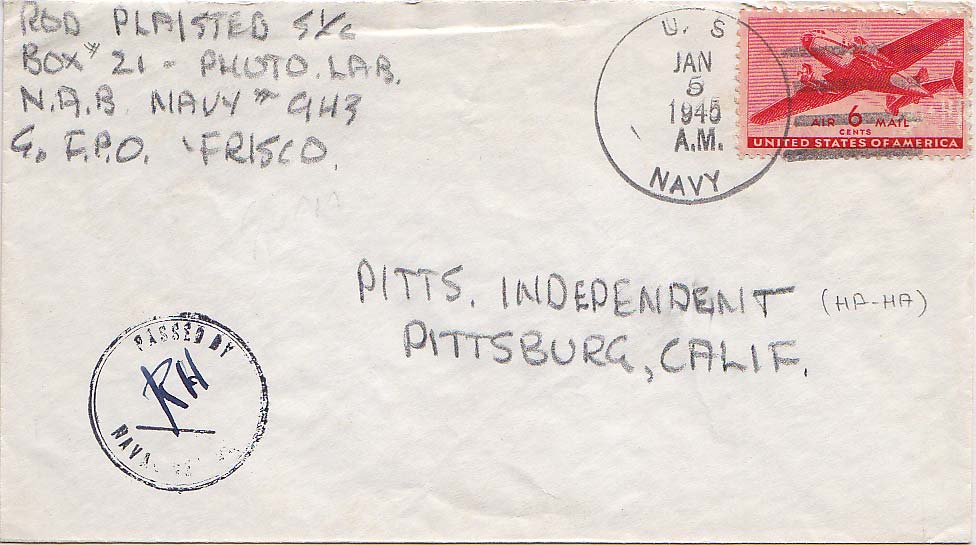 ROD PLAISTED S1/c
BOX # 21 - PHOTO. LAB.
N.A.B. NAVY # 943
C/o F.P.O. 'FRISCO.
U. S.
JAN
5
1945
A.M.
NAVY
AIR 6 MAIL
CENTS
UNITED STATES OF AMERICA
PITTS. INDEPENDENT (HA-HA)
PITTSBURG, CALIF.
PASSED BY
NAVAL